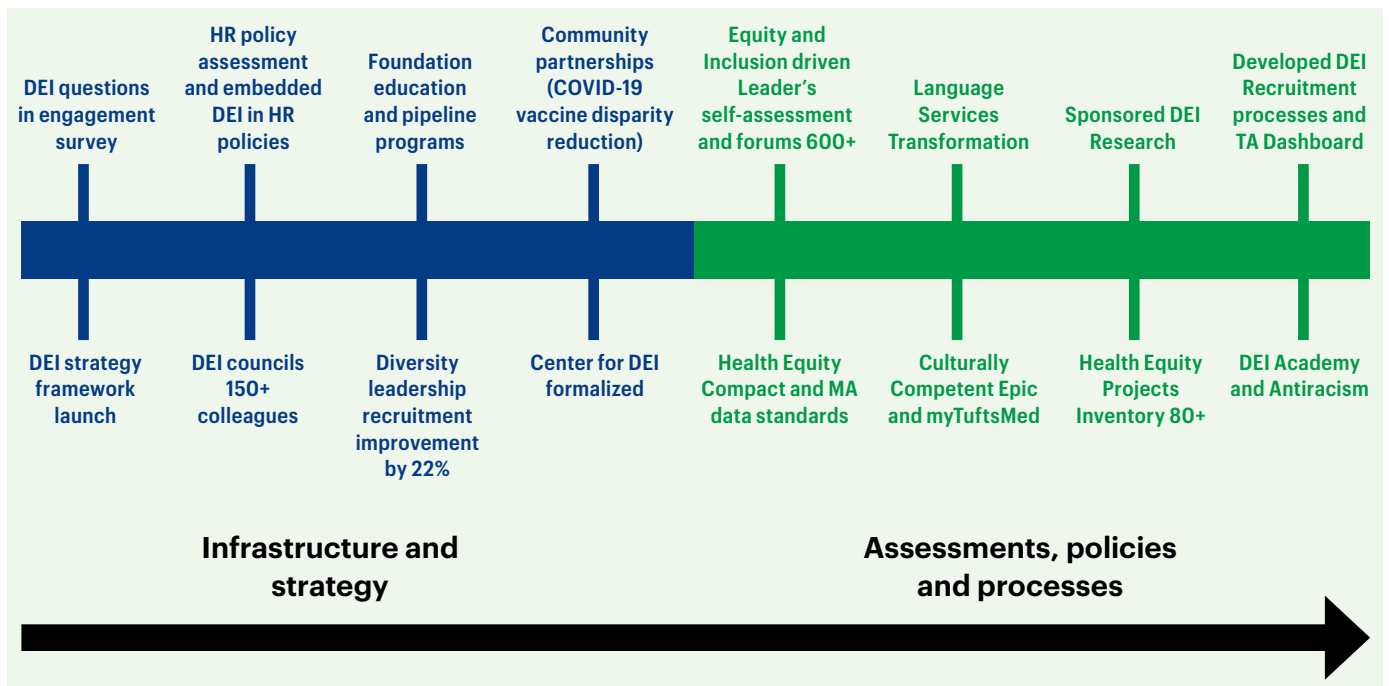 DEI questions
in engagement
survey
HR policy
assessment
and embedded
DEI in HR
policies
Foundation
education
and pipeline
programs
Community
partnerships
(COVID-19
vaccine disparity
reduction)
Equity and
Inclusion driven
Leader’s
self-assessment
and forums 600+
Language
Services
Transformation
Sponsored DEI
Research
Developed DEI
Recruitment
processes and
TA Dashboard
DEI strategy
framework
launch
DEI councils
150+
colleagues
Diversity
leadership
recruitment
improvement
by 22%
Center for DEI
formalized
Health Equity
Compact and MA
data standards
Culturally
Competent Epic
and myTuftsMed
Health Equity
Projects
Inventory 80+
DEI Academy
and Antiracism
Infrastructure and
strategy
Assessments, policies
and processes